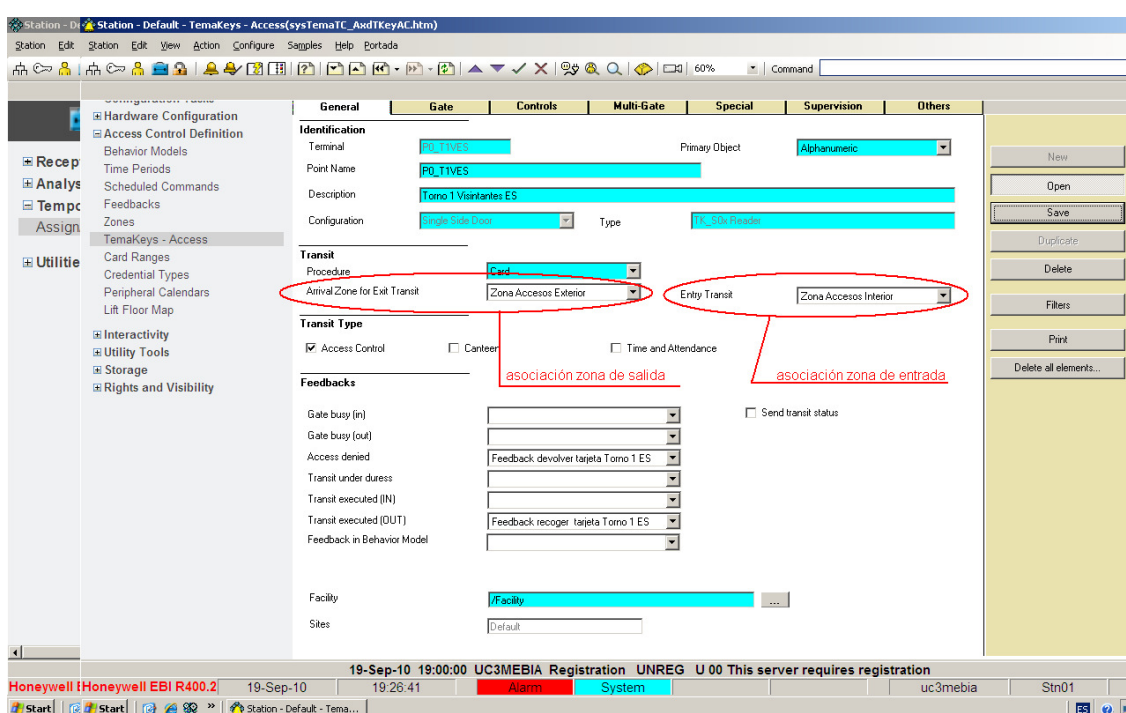 Station - De Station - Default - TemaKeys - Access(sysTemaTC_AxdTKeyAC.htm)
Station Edit Station Edit View Action Configure Samples Help Portada
60% Command
General Gate Controls Multi-Gate Special Supervision Others
Hardware Configuration
Access Control Definition
Behavior Models
Time Periods
Scheduled Commands
Feedbacks
Zones
TemaKeys - Access
Card Ranges
Credential Types
Peripheral Calendars
Lift Floor Map
Interactivity
Utility Tools
Storage
Rights and Visibility
Recep
Analys
Tempo
Assign
Utilitie
Identification
Terminal P0_T1VES Primary Object Alphanumeric
Point Name P0_T1VES
Description Torno 1 Visintantes ES
Configuration Single Side Door Type TK_S0x Reader
Transit
Procedure Card
Arrival Zone for Exit Transit Zona Accesos Exterior Entry Transit Zona Accesos Interior
Transit Type
Access Control Canteen Time and Attendance
asociación zona de salida asociación zona de entrada
Feedbacks
Gate busy (in) Send transit status
Gate busy (out)
Access denied Feedback devolver tarjeta Torno 1 ES
Transit under duress
Transit executed (IN)
Transit executed (OUT) Feedback recoger tarjeta Torno 1 ES
Feedback in Behavior Model
Facility /Facility ...
Sites Default
New
Open
Save
Duplicate
Delete
Filters
Print
Delete all elements...
19-Sep-10 19:00:00 UC3MEBIA Registration UNREG U 00 This server requires registration
Honeywell E Honeywell EBI R400.2 19-Sep-10 19:26:41 Alarm System uc3mebia Stn01
Start Start » Station - Default - Tema... ES